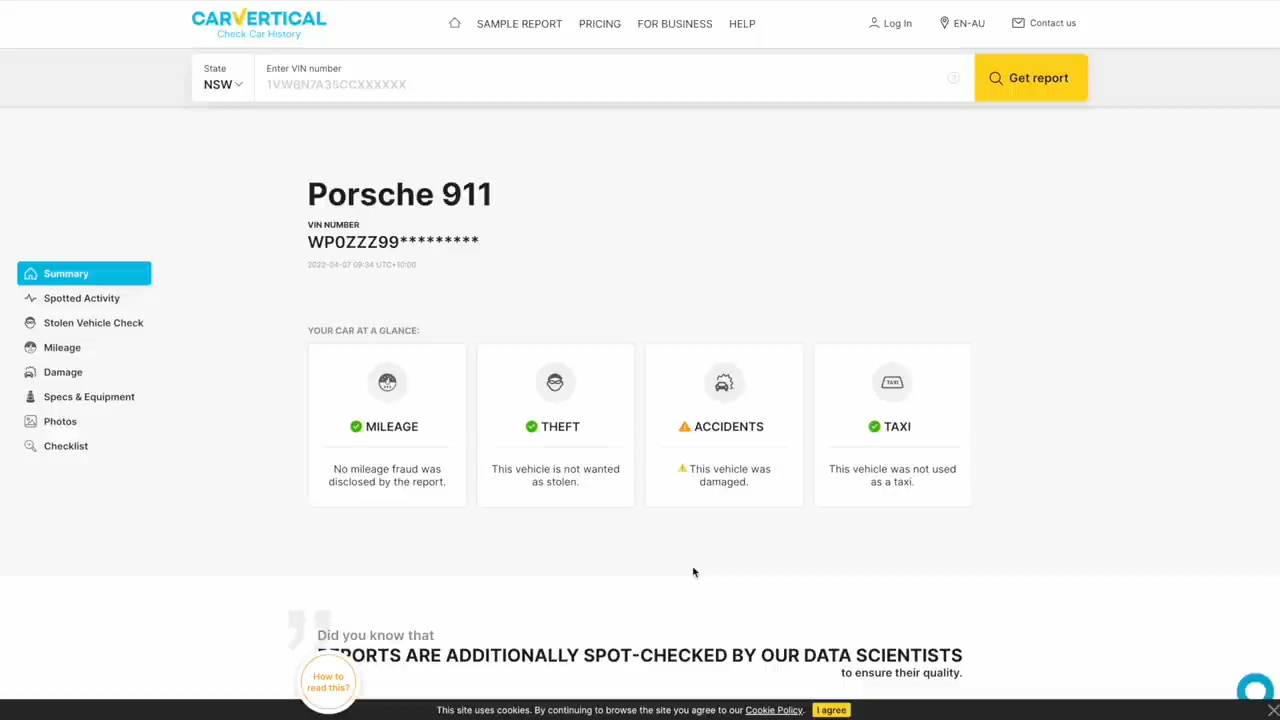 CARVERTICAL
Check Car History
SAMPLE REPORT
PRICING
FOR BUSINESS
HELP
Log In
EN-AU
Contact us
State
NSW
Enter VIN number
1VWBN7A35CCXXXXXX
Get report
Porsche 911
VIN NUMBER
WP0ZZZ99*********
2022-04-07 09:34 UTC+10:00
Summary
Spotted Activity
Stolen Vehicle Check
Mileage
Damage
Specs & Equipment
Photos
Checklist
YOUR CAR AT A GLANCE:
MILEAGE
No mileage fraud was
disclosed by the report.
THEFT
This vehicle is not wanted
as stolen.
ACCIDENTS
This vehicle was
damaged.
TAXI
TAXI
This vehicle was not used
as a taxi.
Did you know that
REPORTS ARE ADDITIONALLY SPOT-CHECKED BY OUR DATA SCIENTISTS
to ensure their quality.
How to
read this?
This site uses cookies. By continuing to browse the site you agree to our Cookie Policy.
I agree